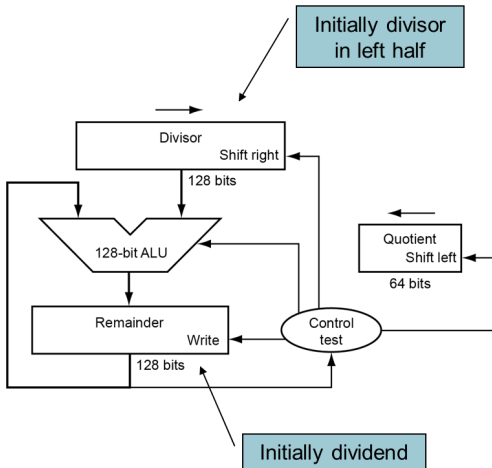 Initially divisor
in left half
Divisor
Shift right
128 bits
128-bit ALU
Quotient
Shift left
64 bits
Remainder
Write
Control
test
128 bits
Initially dividend